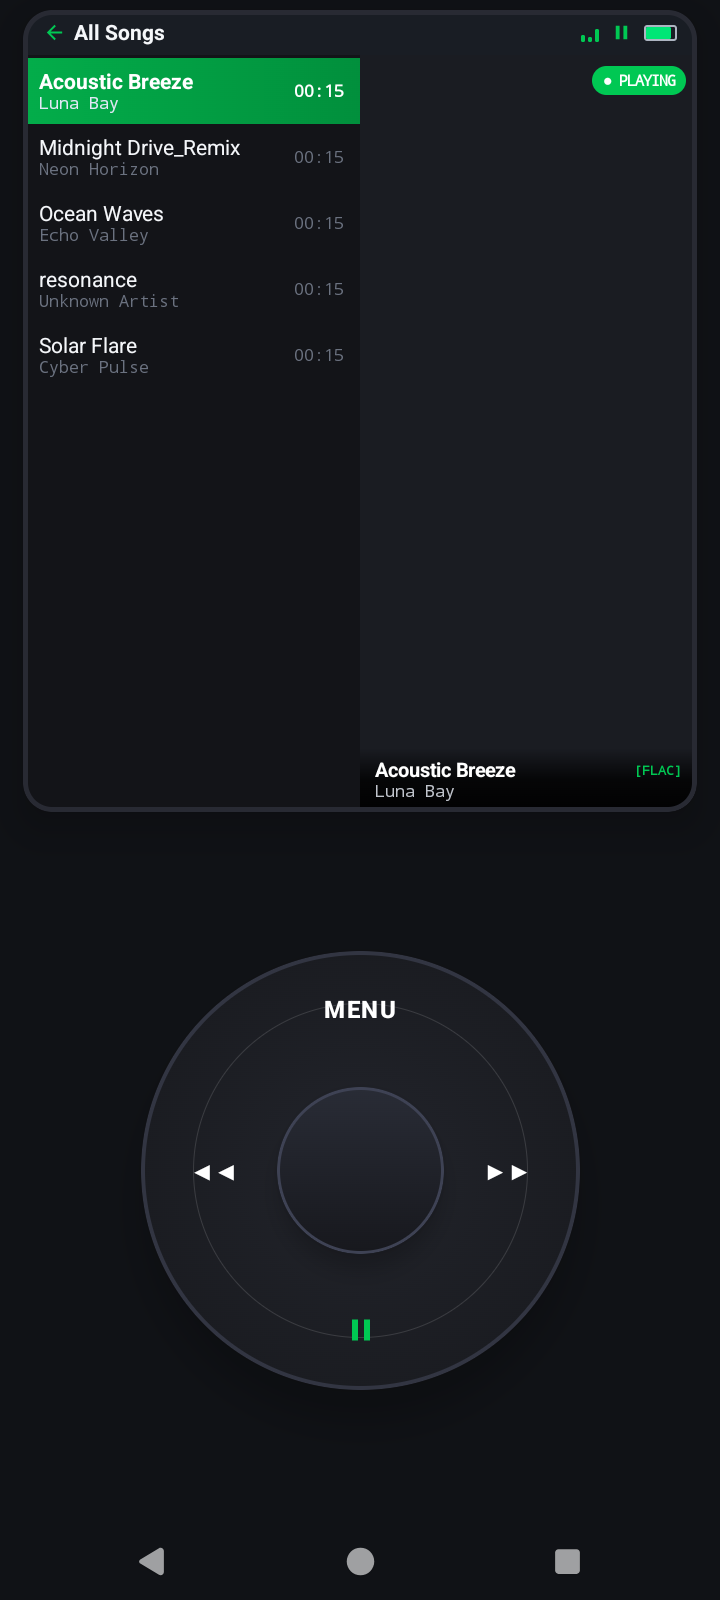 All Songs
Acoustic Breeze
Luna Bay
00:15
Midnight Drive_Remix
Neon Horizon
00:15
Ocean Waves
Echo Valley
00:15
resonance
Unknown Artist
00:15
Solar Flare
Cyber Pulse
00:15
● PLAYING
Acoustic Breeze
[FLAC]
Luna Bay
MENU